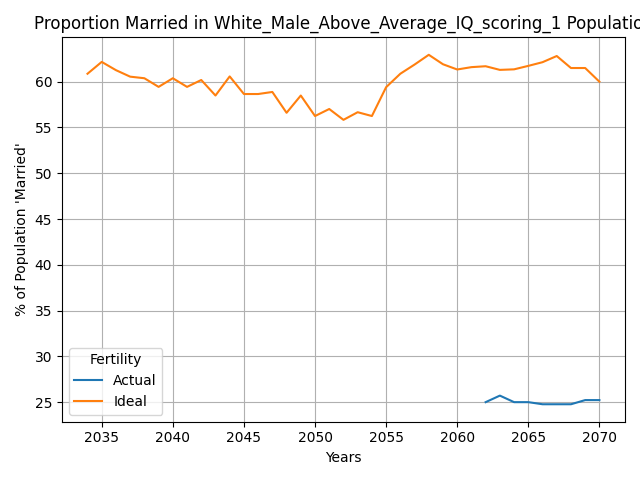 Proportion Married in White_Male_Above_Average_IQ_scoring_1 Populatio
% of Population 'Married'
60
55
50
45
40
35
30
25
Fertility
Actual
Ideal
2035 2040 2045 2050 2055 2060 2065 2070
Years